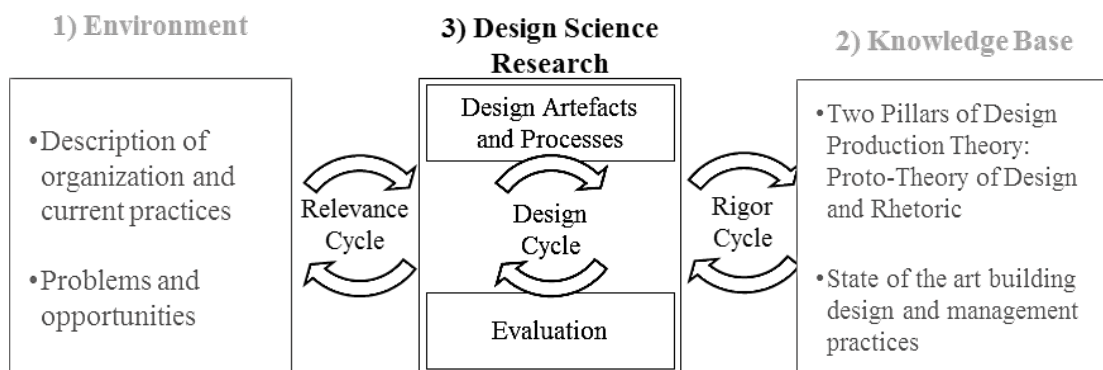 1) Environment
3) Design Science
Research
2) Knowledge Base
•Description of
organization and
current practices
•Problems and
opportunities
Relevance
Cycle
Design Artefacts
and Processes
Design
Cycle
Evaluation
Rigor
Cycle
•Two Pillars of Design
Production Theory:
Proto-Theory of Design
and Rhetoric
•State of the art building
design and management
practices